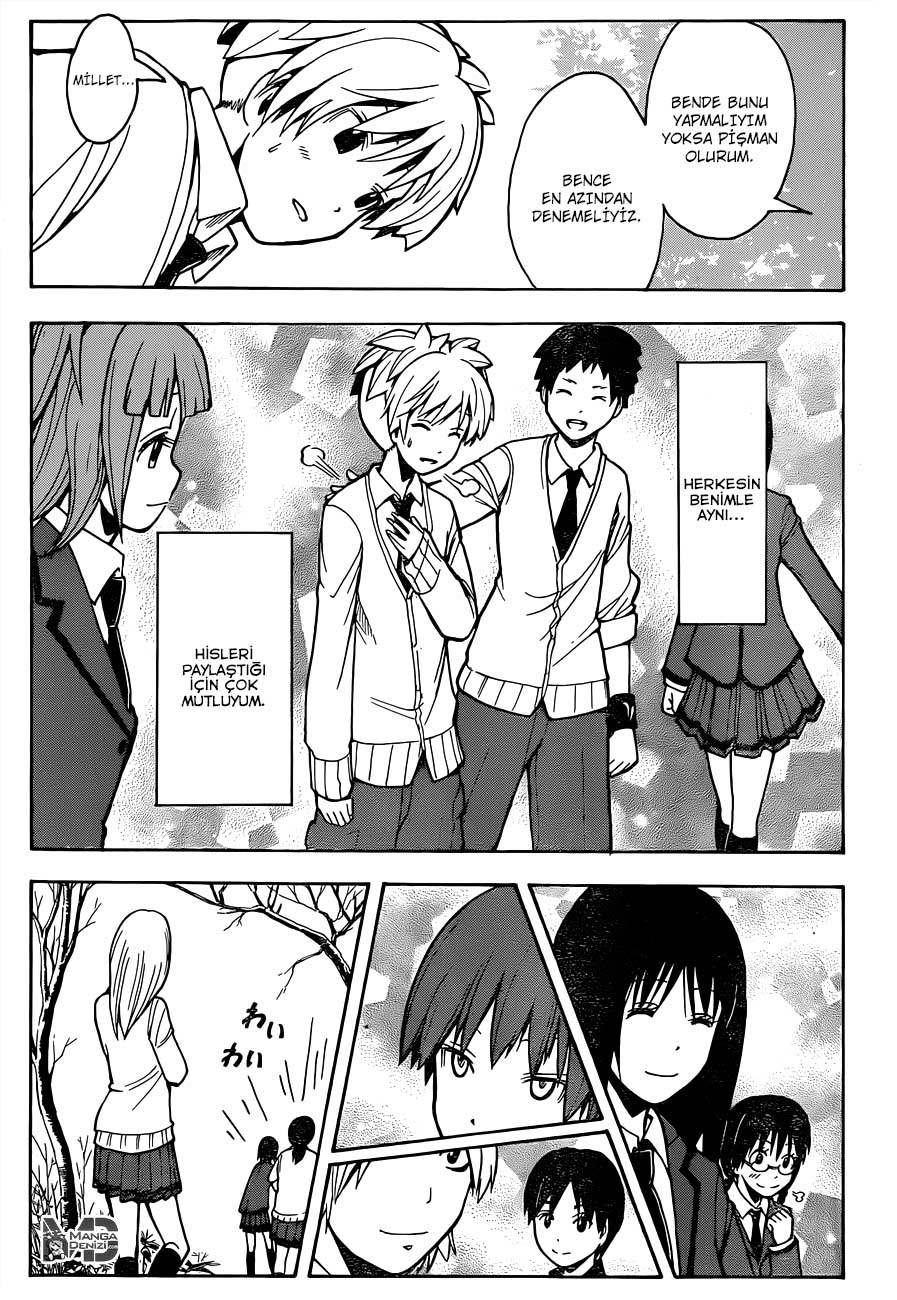 BENDE BUNU
YAPMALIYIM
YOKSA PİŞMAN
OLURUM.
BENCE
EN AZINDAN
DENEMELİYİZ.
MİLLET...
HERKESİN
BENİMLE
AYNI...
HİSLERİ
PAYLAŞTIĞI
İÇİN ÇOK
MUTLUYUM.
わい
わい
MD
MANGA
DENİZİ